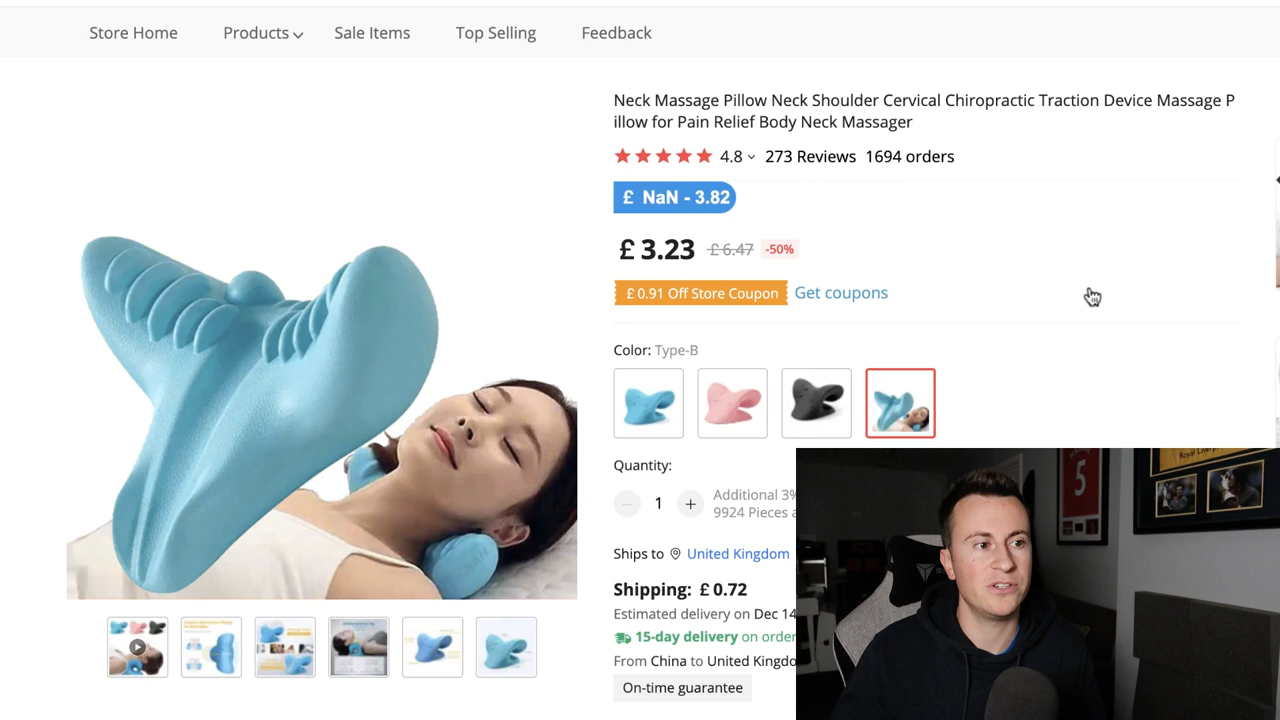 Store Home Products Sale Items Top Selling Feedback
Neck Massage Pillow Neck Shoulder Cervical Chiropractic Traction Device Massage P
illow for Pain Relief Body Neck Massager
4.8 273 Reviews 1694 orders
£ NaN - 3.82
£ 3.23 £ 6.47 -50%
£ 0.91 Off Store Coupon Get coupons
Color: Type-B
Quantity:
1
Additional 3%
9924 Pieces
Ships to United Kingdom
Shipping: £ 0.72
Estimated delivery on Dec 14
15-day delivery on order
From China to United Kingdo
On-time guarantee
5